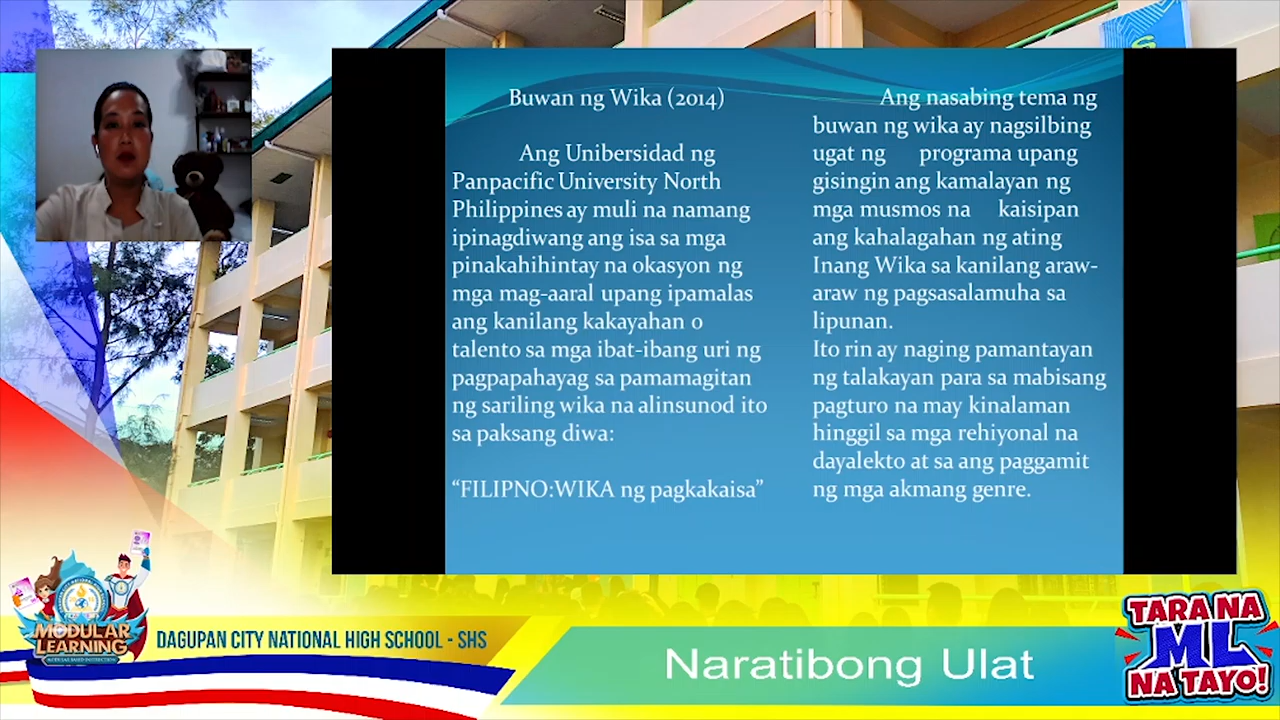 Buwan ng Wika (2014)
Ang Unibersidad ng
Panpacific University North
Philippines ay muli na namang
ipinagdiwang ang isa sa mga
pinakahihintay na okasyon ng
mga mag-aaral upang ipamalas
ang kanilang kakayahan o
talento sa mga ibat-ibang uri ng
pagpapahayag sa pamamagitan
ng sariling wika na alinsunod ito
sa paksang diwa:
“FILIPNO:WIKA ng pagkakaisa”
Ang nasabing tema ng
buwan ng wika ay nagsilbing
ugat ng programa upang
gisingin ang kamalayan ng
mga musmos na kaisipan
ang kahalagahan ng ating
Inang Wika sa kanilang araw-
araw ng pagsasalamuha sa
lipunan.
Ito rin ay naging pamantayan
ng talakayan para sa mabisang
pagturo na may kinalaman
hinggil sa mga rehiyonal na
dayalekto at sa ang paggamit
ng mga akmang genre.
MODULAR
LEARNING
DAGUPAN CITY NATIONAL HIGH SCHOOL - SHS
Naratibong Ulat
TARA NA
ML
NA TAYO!